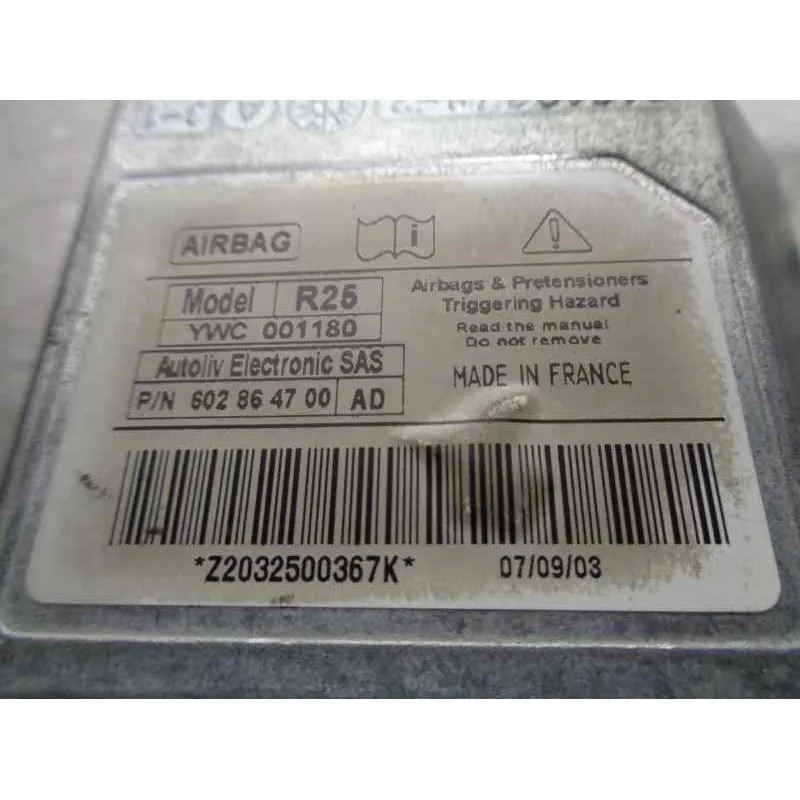 AIRBAG
i
Model R25
YWC 001180
Autoliv Electronic SAS
P/N 602 86 47 00 AD
Airbags & Pretensioners
Triggering Hazard
Read the manual
Do not remove
MADE IN FRANCE
*Z2032500367K* 07/09/03